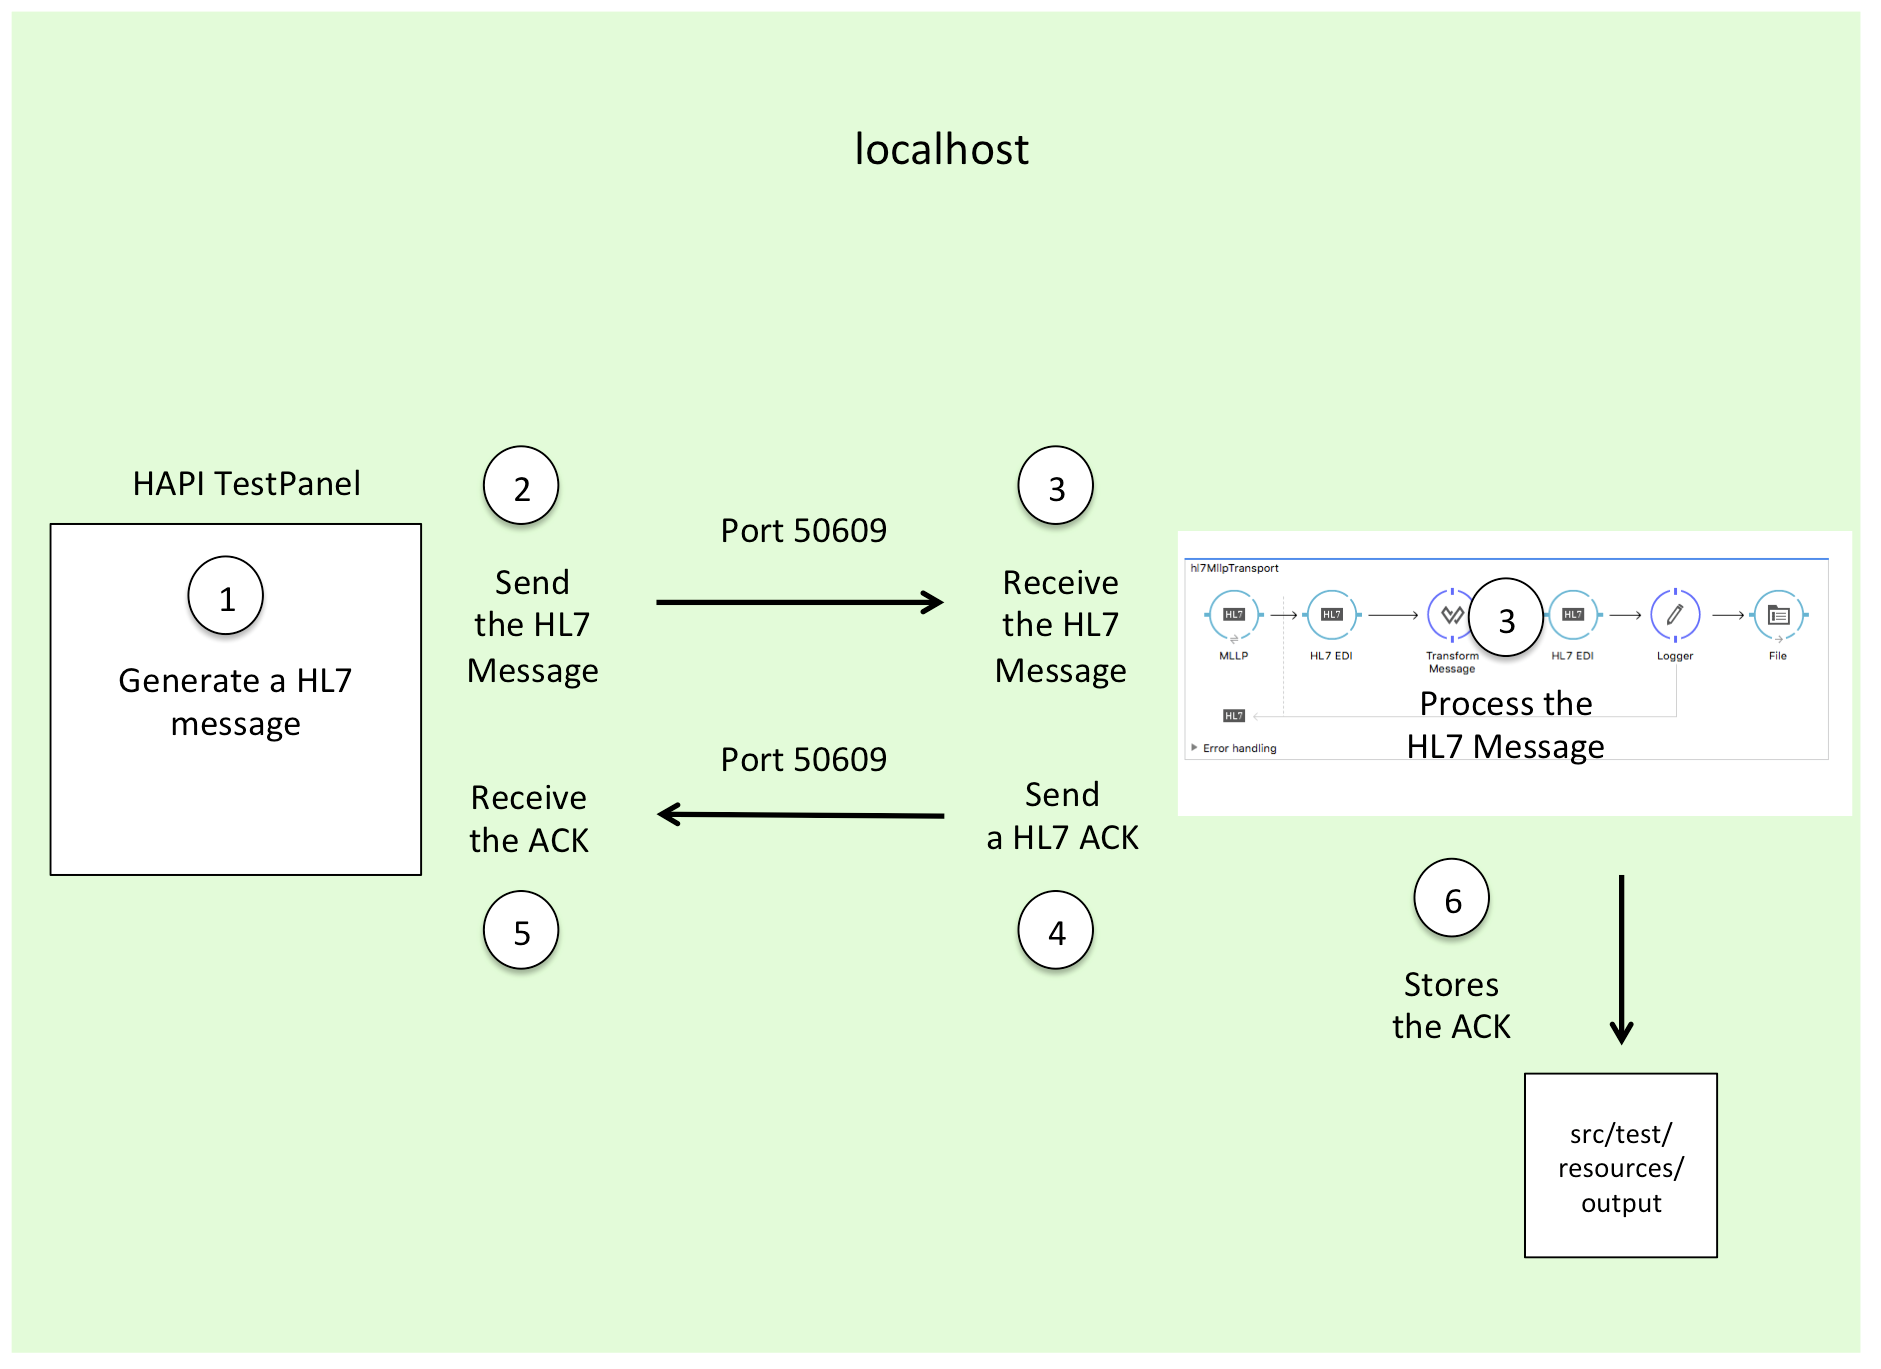 localhost
HAPI TestPanel
1
Generate a HL7
message
2
Send
the HL7
Message
Port 50609
3
Receive
the HL7
Message
hl7MllpTransport
HL7
MLLP
HL7
HL7 EDI
Transform
Message
3
HL7
HL7 EDI
Logger
File
Process the
HL7 Message
HL7
Error handling
Port 50609
Send
a HL7 ACK
4
Receive
the ACK
5
6
Stores
the ACK
src/test/
resources/
output